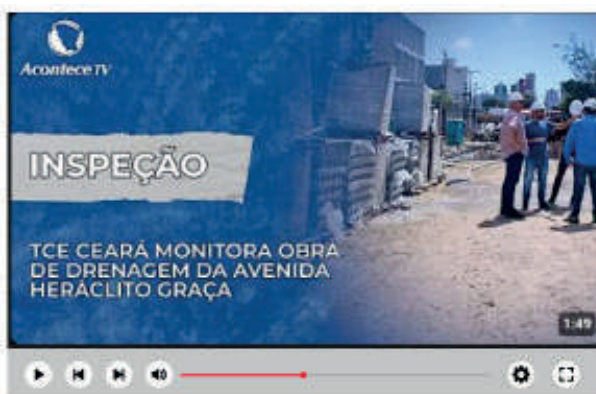 Acontece TV
INSPEÇÃO
TCE CEARÁ MONITORA OBRA
DE DRENAGEM DA AVENIDA
HERÁCLITO GRAÇA
1:49